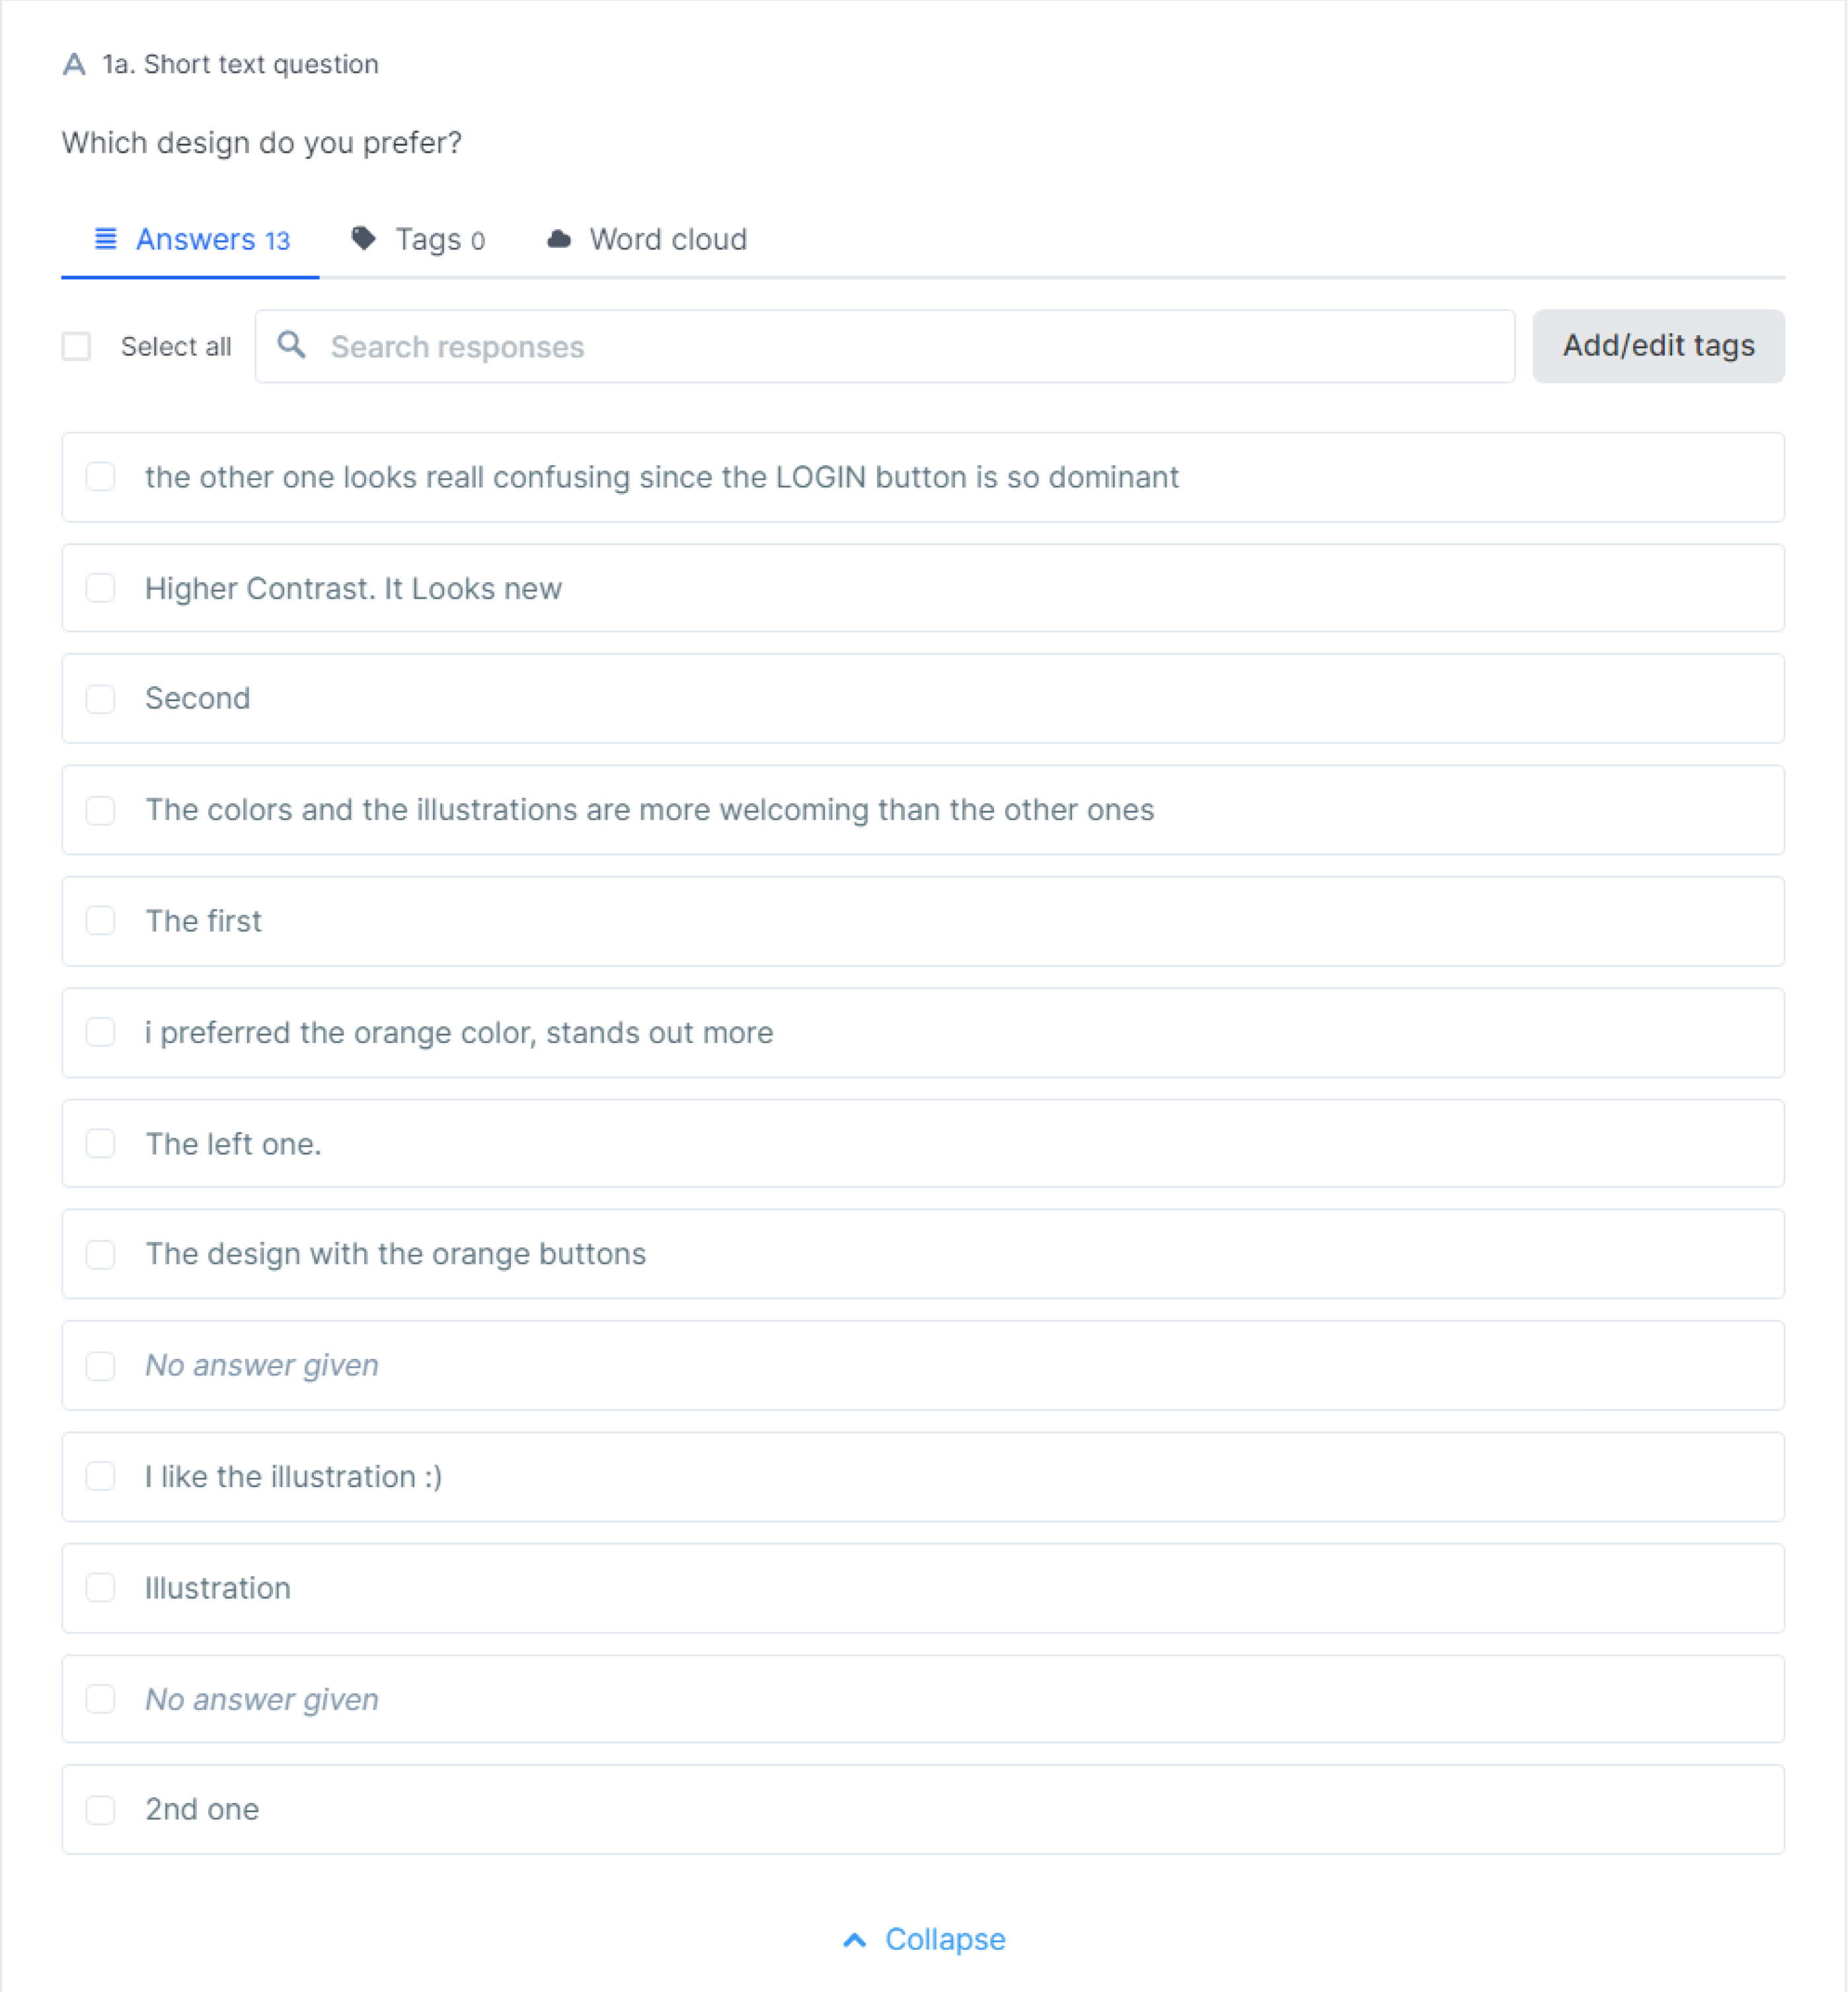 1a. Short text question
Which design do you prefer?
Answers 13 Tags 0 Word cloud
Select all Search responses Add/edit tags
the other one looks reall confusing since the LOGIN button is so dominant
Higher Contrast. It Looks new
Second
The colors and the illustrations are more welcoming than the other ones
The first
i preferred the orange color, stands out more
The left one.
The design with the orange buttons
No answer given
I like the illustration :)
Illustration
No answer given
2nd one
Collapse